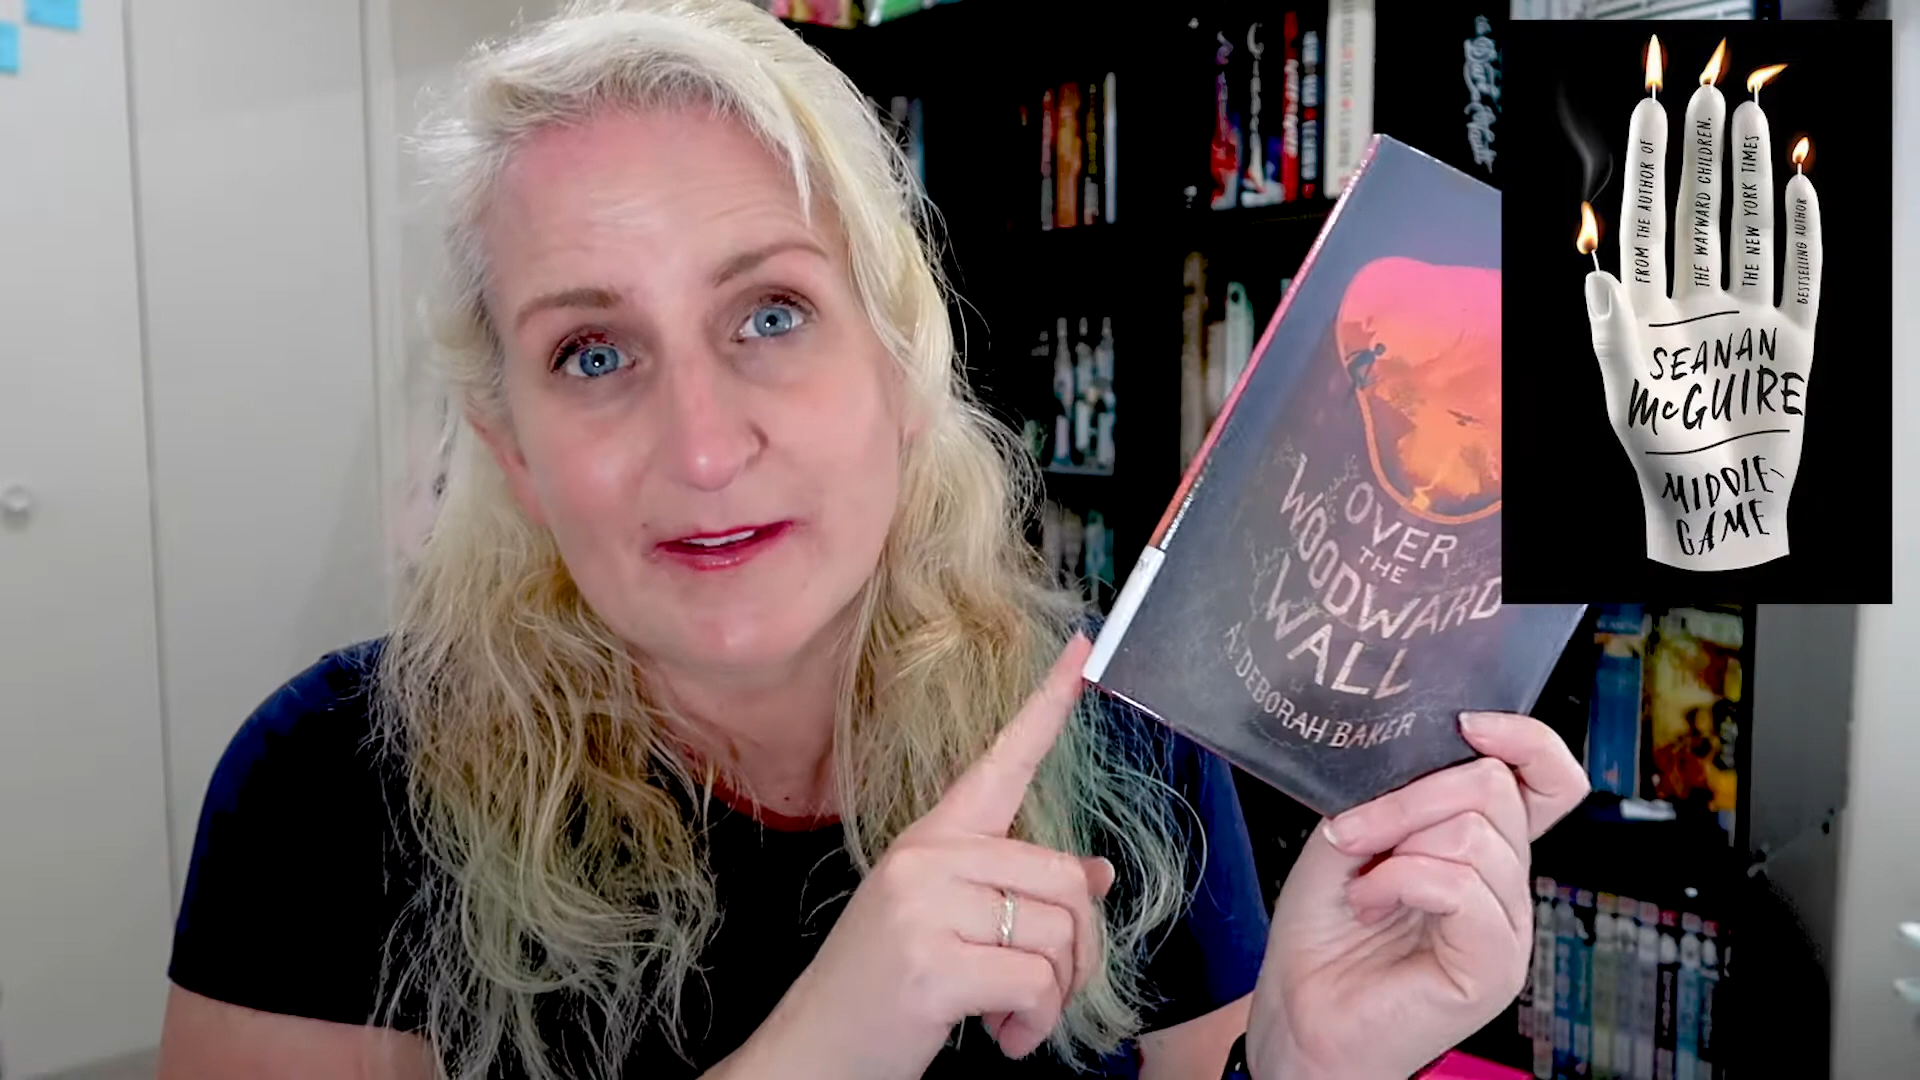 OVER
THE
WOODWARD
WALL
A. DEBORAH BAKER
FROM THE AUTHOR OF
THE WAYWARD CHILDREN,
THE NEW YORK TIMES
BESTSELLING AUTHOR
SEANAN
McGUIRE
MIDDLE-
GAME